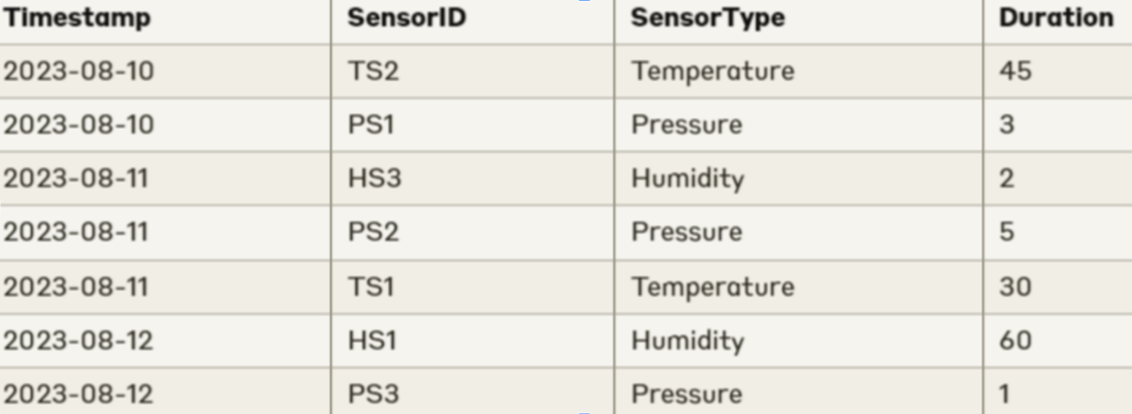 Timestamp SensorID SensorType Duration
2023-08-10 TS2 Temperature 45
2023-08-10 PS1 Pressure 3
2023-08-11 HS3 Humidity 2
2023-08-11 PS2 Pressure 5
2023-08-11 TS1 Temperature 30
2023-08-12 HS1 Humidity 60
2023-08-12 PS3 Pressure 1